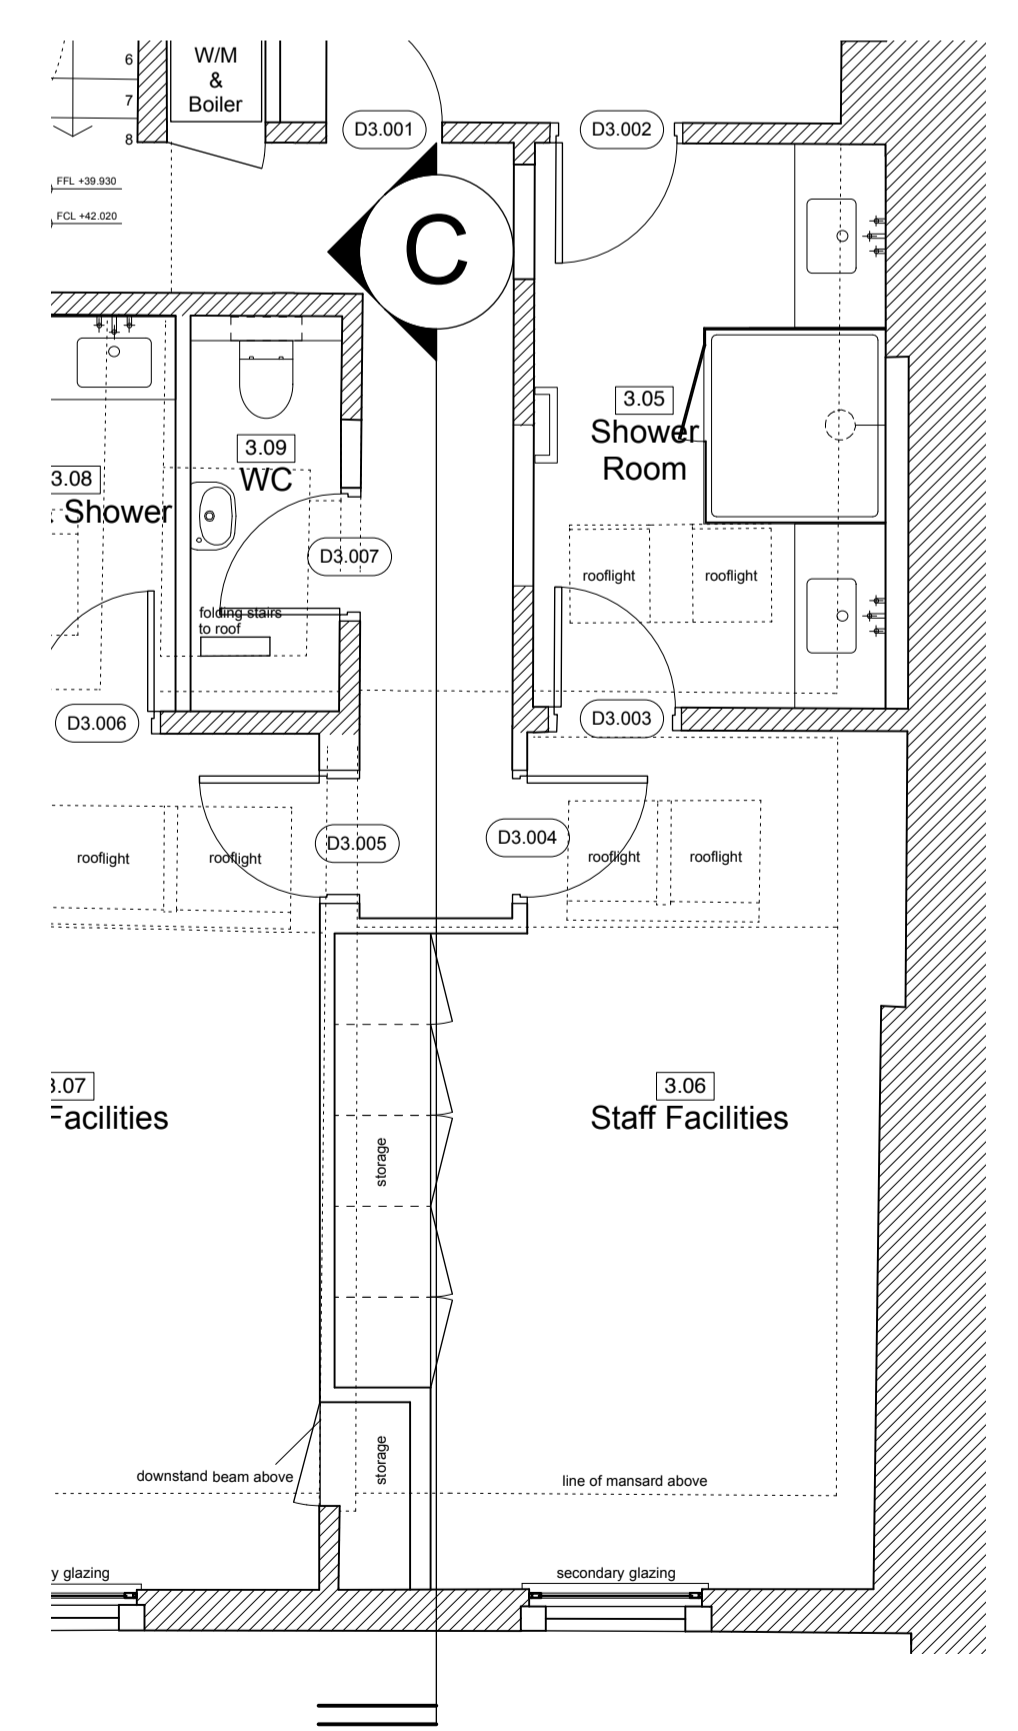 6
W/M
&
Boiler
7
8
D3.001
D3.002
FFL +39.930
FCL +42.020
C
3.05
Shower
Room
3.09
WC
3.08
Shower
D3.007
rooflight
rooflight
folding stairs
to roof
D3.006
D3.003
D3.005
D3.004
rooflight
rooflight
rooflight
rooflight
3.07
Facilities
3.06
Staff Facilities
storage
storage
downstand beam above
line of mansard above
y glazing
secondary glazing